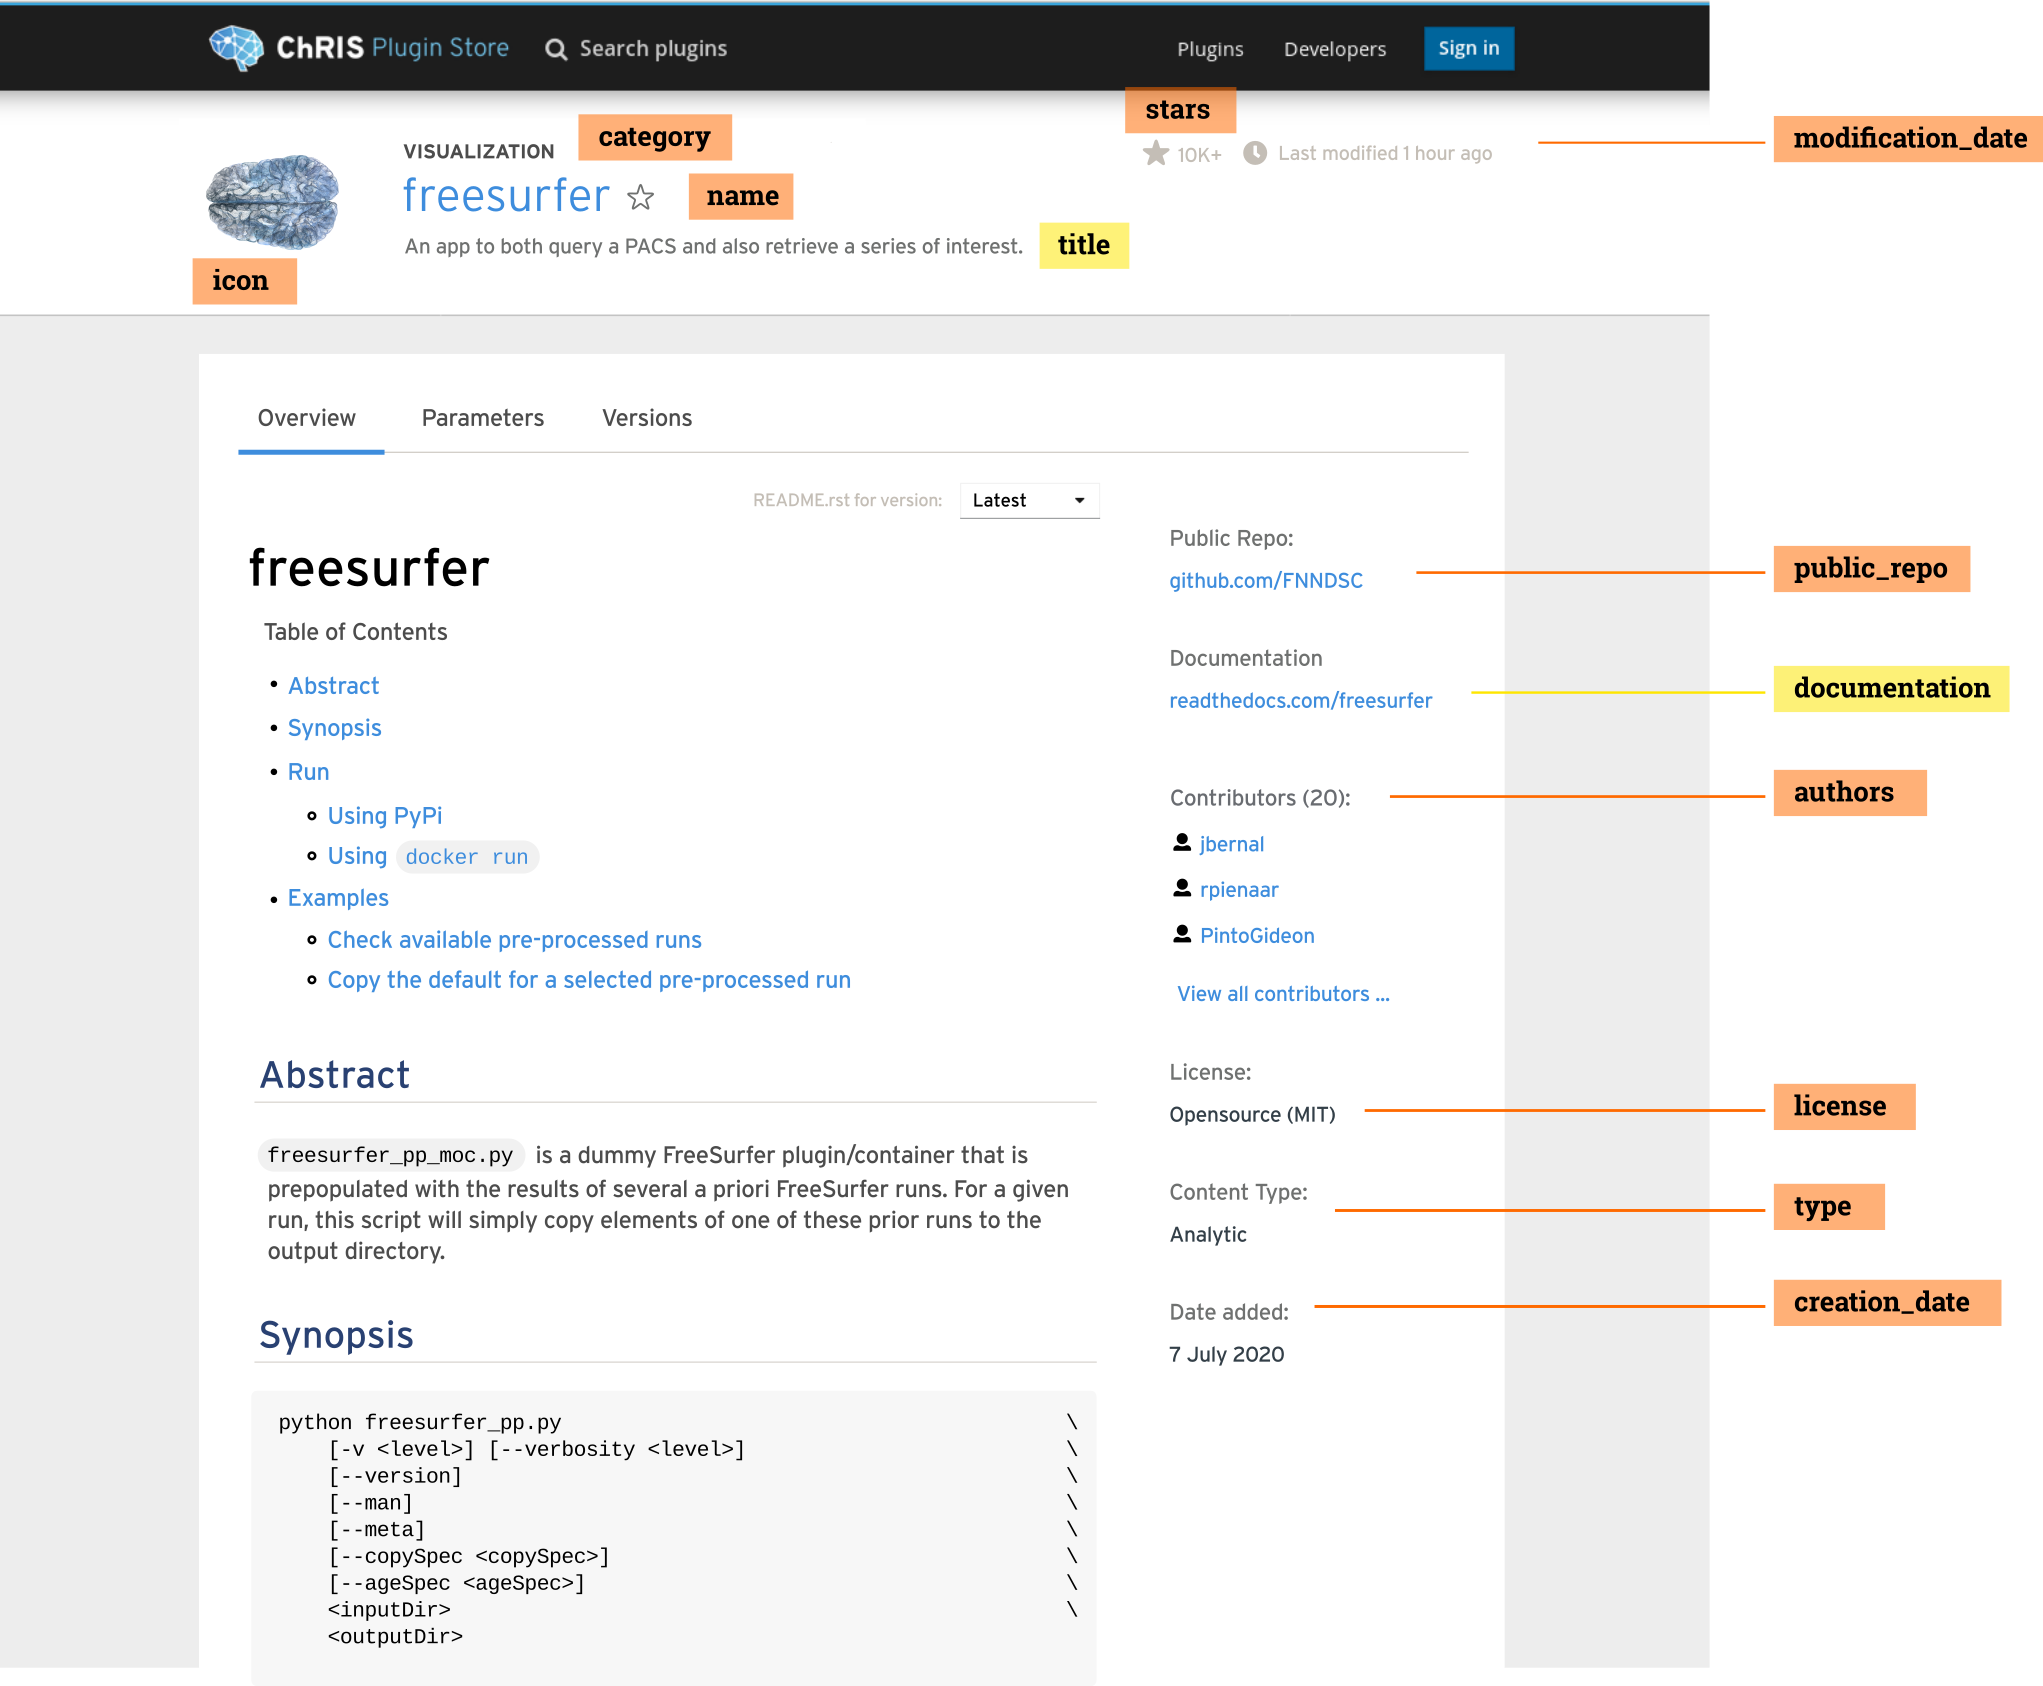 ChRIS Plugin Store
Search plugins
Plugins
Developers
Sign in
stars
category
VISUALIZATION
10K+
Last modified 1 hour ago
modification_date
freesurfer
name
An app to both query a PACS and also retrieve a series of interest.
title
icon
Overview
Parameters
Versions
README.rst for version:
Latest
freesurfer
Table of Contents
• Abstract
• Synopsis
• Run
Using PyPi
Using docker run
• Examples
Check available pre-processed runs
Copy the default for a selected pre-processed run
Abstract
freesurfer_pp_moc.py is a dummy FreeSurfer plugin/container that is
prepopulated with the results of several a priori FreeSurfer runs. For a given
run, this script will simply copy elements of one of these prior runs to the
output directory.
Synopsis
python freesurfer_pp.py \
[-v <level>] [--verbosity <level>] \
[--version] \
[--man] \
[--meta] \
[--copySpec <copySpec>] \
[--ageSpec <ageSpec>] \
<inputDir> \
<outputDir>
Public Repo:
github.com/FNNDSC
public_repo
Documentation
readthedocs.com/freesurfer
documentation
Contributors (20):
authors
jbernal
rpienaar
PintoGideon
View all contributors ...
License:
Opensource (MIT)
license
Content Type:
type
Analytic
Date added:
creation_date
7 July 2020